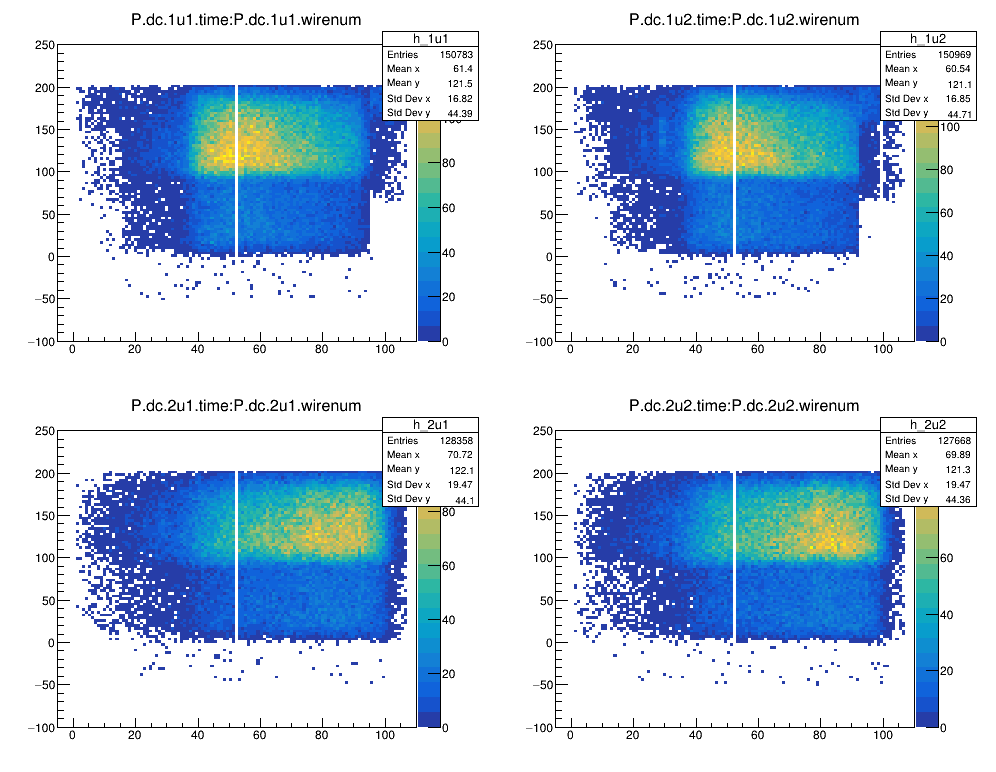 P.dc.1u1.time:P.dc.1u1.wirenum
h_1u1
Entries 150783
Mean x 61.4
Mean y 121.5
Std Dev x 16.82
Std Dev y 44.39
250
200
150
100
50
0
−50
−100
0 20 40 60 80 100
80
60
40
20
0
P.dc.1u2.time:P.dc.1u2.wirenum
h_1u2
Entries 150969
Mean x 60.54
Mean y 121.1
Std Dev x 16.85
Std Dev y 44.71
250
200
150
100
50
0
−50
−100
0 20 40 60 80 100
100
80
60
40
20
0
P.dc.2u1.time:P.dc.2u1.wirenum
h_2u1
Entries 128358
Mean x 70.72
Mean y 122.1
Std Dev x 19.47
Std Dev y 44.1
250
200
150
100
50
0
−50
−100
0 20 40 60 80 100
80
60
40
20
0
P.dc.2u2.time:P.dc.2u2.wirenum
h_2u2
Entries 127668
Mean x 69.89
Mean y 121.3
Std Dev x 19.47
Std Dev y 44.36
250
200
150
100
50
0
−50
−100
0 20 40 60 80 100
60
40
20
0